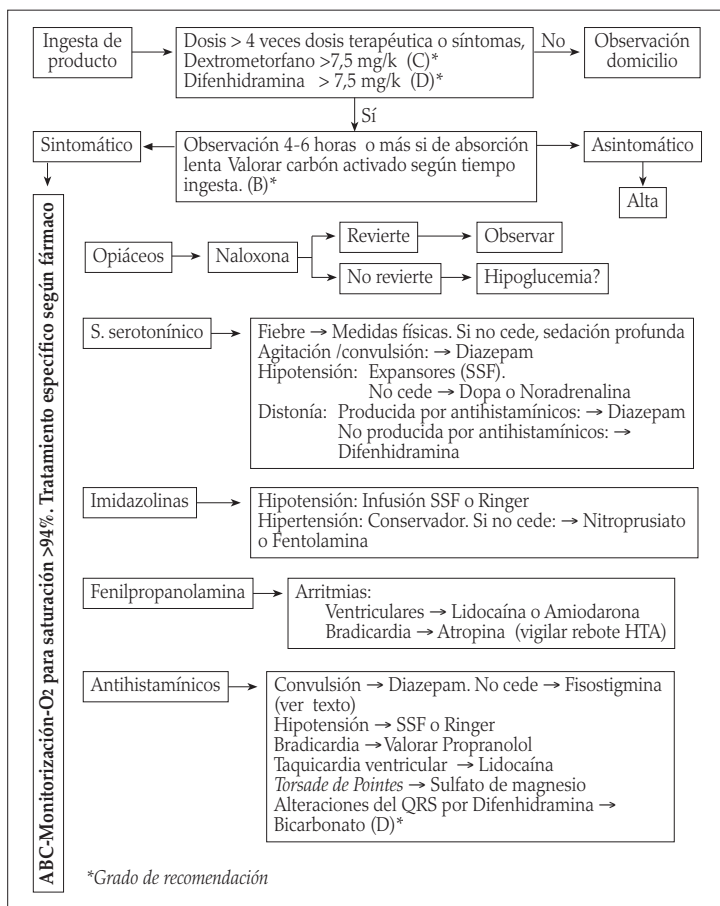 Ingesta de
producto
Dosis > 4 veces dosis terapéutica o síntomas,
Dextrometorfano >7,5 mg/k (C)*
Difenhidramina > 7,5 mg/k (D)*
No
Observación
domicilio
Sí
Sintomático
Observación 4-6 horas o más si de absorción
lenta Valorar carbón activado según tiempo
ingesta. (B)*
Asintomático
Alta
ABC-Monitorización-O2 para saturación >94%. Tratamiento específico según fármaco
Opiáceos
Naloxona
Revierte
Observar
No revierte
Hipoglucemia?
S. serotonínico
Fiebre → Medidas físicas. Si no cede, sedación profunda
Agitación /convulsión: → Diazepam
Hipotensión: Expansores (SSF).
No cede → Dopa o Noradrenalina
Distonía: Producida por antihistamínicos: → Diazepam
No producida por antihistamínicos: →
Difenhidramina
Imidazolinas
Hipotensión: Infusión SSF o Ringer
Hipertensión: Conservador. Si no cede: → Nitroprusiato
o Fentolamina
Fenilpropanolamina
Arritmias:
Ventriculares → Lidocaína o Amiodarona
Bradicardia → Atropina (vigilar rebote HTA)
Antihistamínicos
Convulsión → Diazepam. No cede → Fisostigmina
(ver texto)
Hipotensión → SSF o Ringer
Bradicardia → Valorar Propranolol
Taquicardia ventricular → Lidocaína
Torsade de Pointes → Sulfato de magnesio
Alteraciones del QRS por Difenhidramina →
Bicarbonato (D)*
*Grado de recomendación